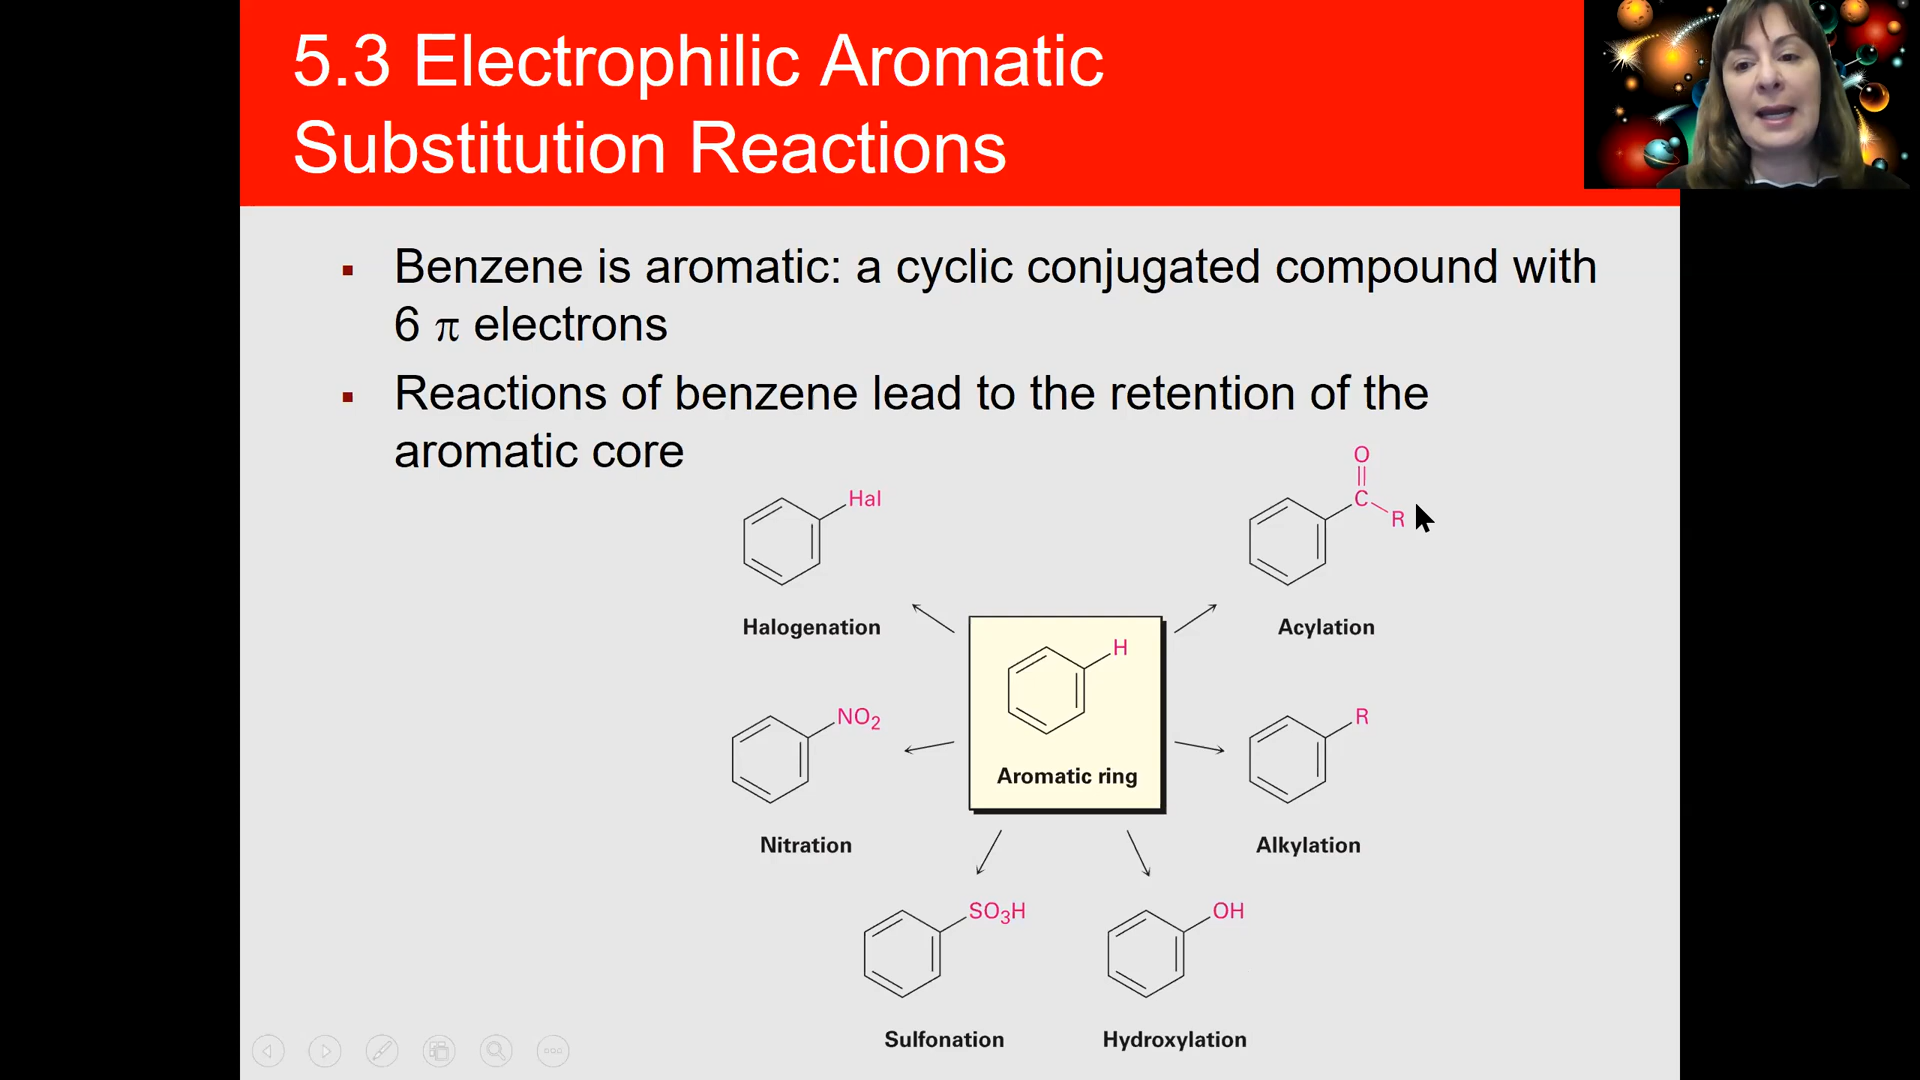 5.3 Electrophilic Aromatic
Substitution Reactions
▪ Benzene is aromatic: a cyclic conjugated compound with
6 π electrons
▪ Reactions of benzene lead to the retention of the
aromatic core
O
C
R
Hal
Halogenation
Acylation
H
Aromatic ring
NO₂
Nitration
R
Alkylation
SO₃H
Sulfonation
OH
Hydroxylation